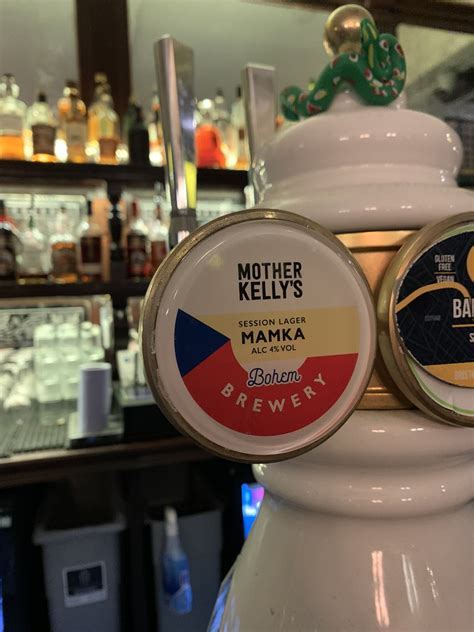 MOTHER
KELLY'S
SESSION LAGER
MAMKA
ALC 4% VOL
Bohem
BREWERY
GLUTEN
FREE
VEGAN